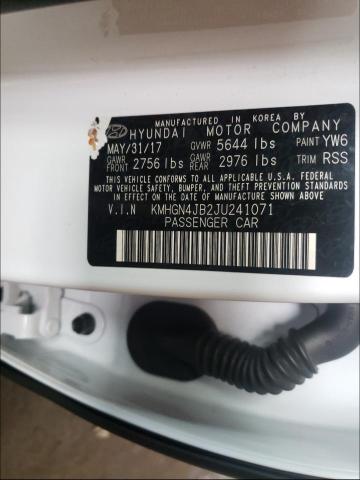 MANUFACTURED IN KOREA BY
HYUNDAI MOTOR COMPANY
MAY/31/17 GVWR 5644 lbs PAINT YW6
GAWR FRONT 2756 lbs GAWR REAR 2976 lbs TRIM RSS
THIS VEHICLE CONFORMS TO ALL APPLICABLE U.S.A. FEDERAL
MOTOR VEHICLE SAFETY, BUMPER, AND THEFT PREVENTION
STANDARDS IN EFFECT ON THE DATE OF MANUFACTURE SHOWN ABOVE.
V.I.N KMHGN4JB2JU241071
PASSENGER CAR